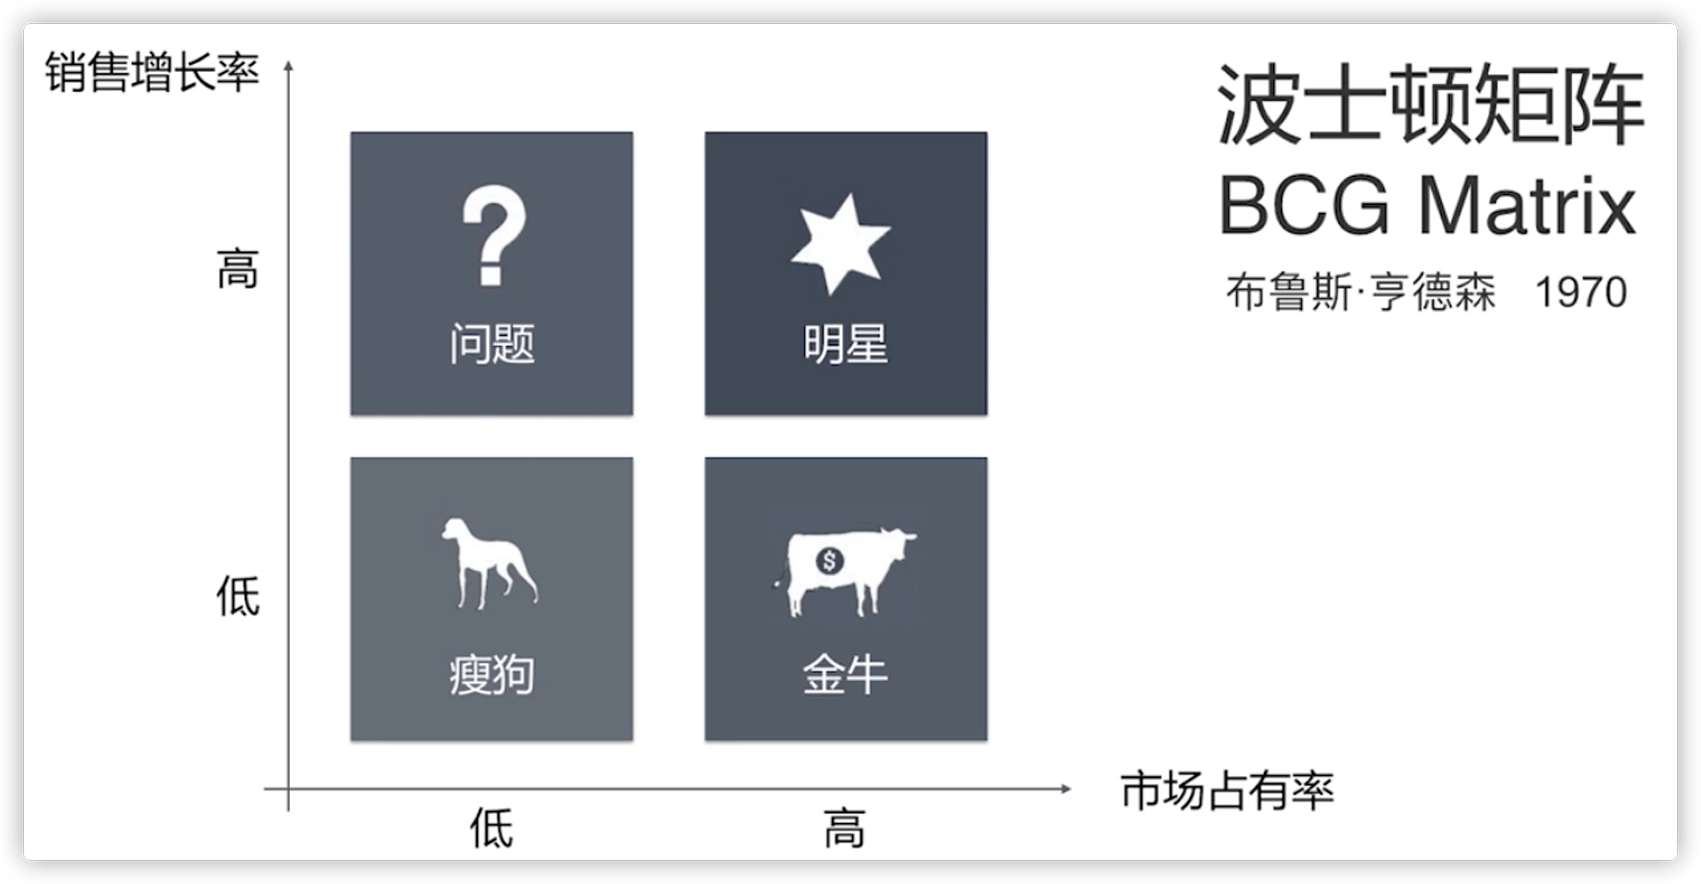 销售增长率
波士顿矩阵
BCG Matrix
布鲁斯·亨德森 1970
高
?
问题
明星
低
瘦狗
$
金牛
市场占有率
低
高